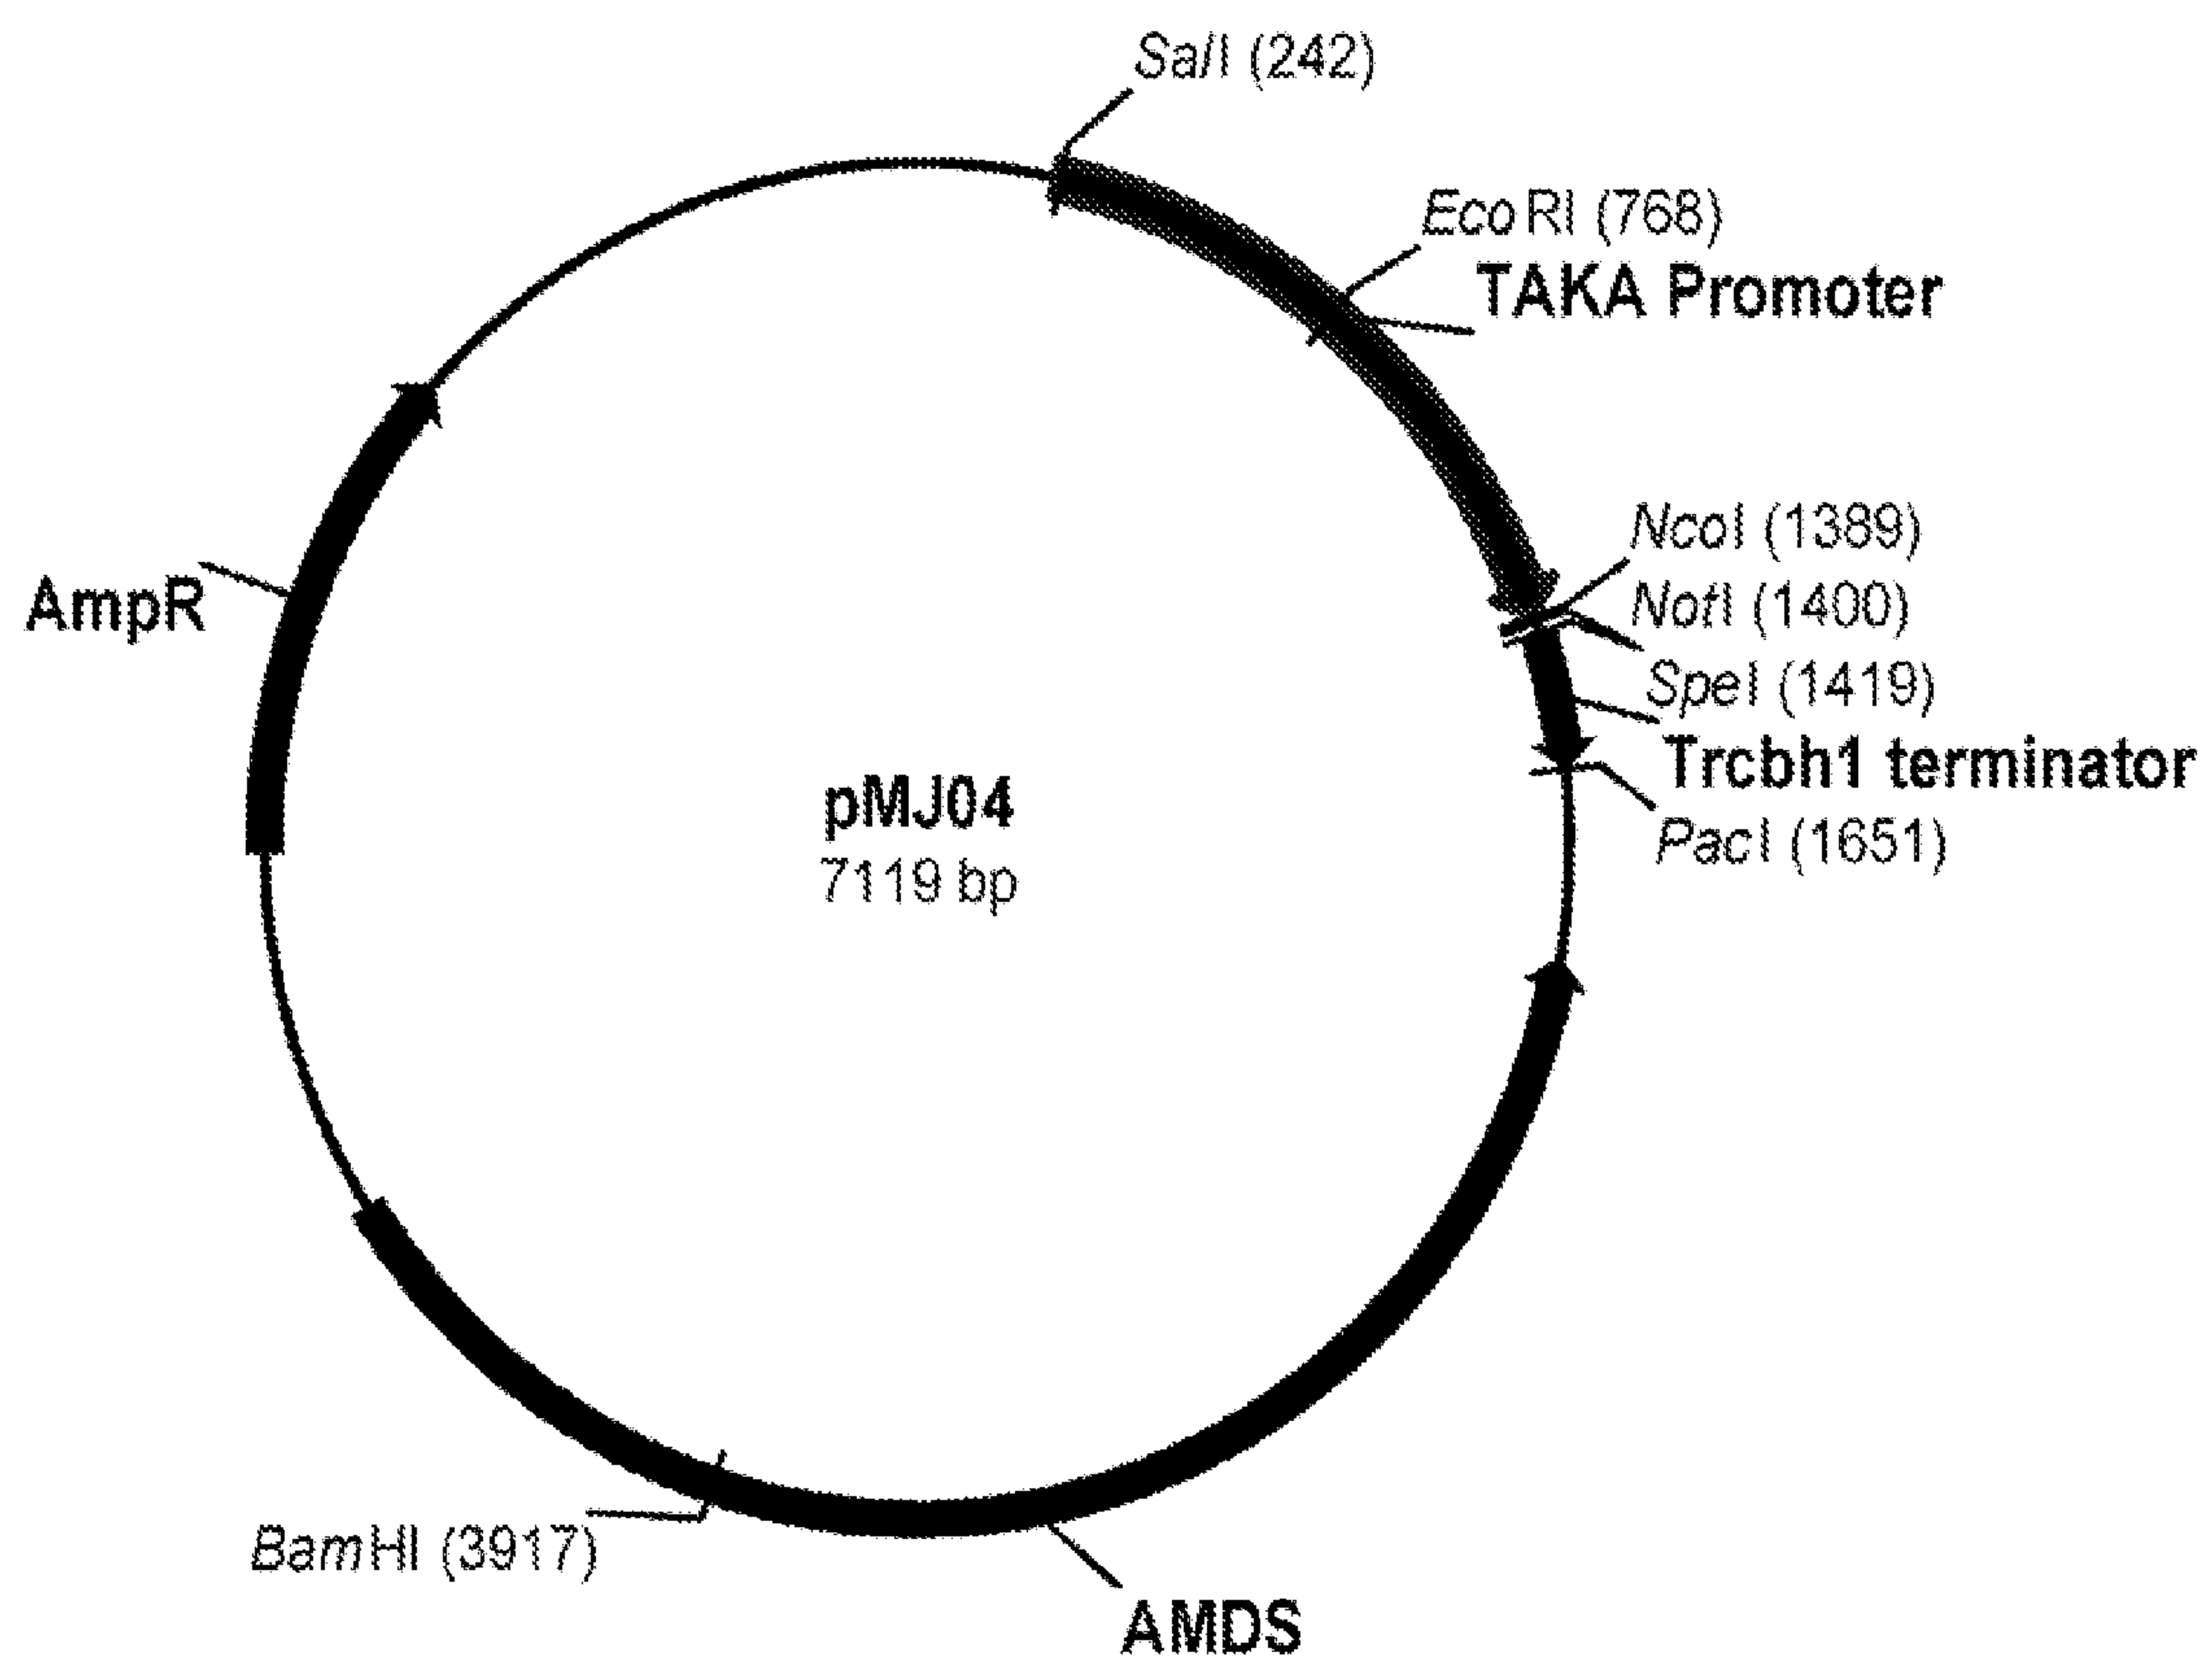 SalI (242)
EcoRI (768)
TAKA Promoter
NcoI (1389)
NotI (1400)
SpeI (1419)
Trcbh1 terminator
PacI (1651)
AmpR
pMJ04
7119 bp
BamHI (3917)
AMDS